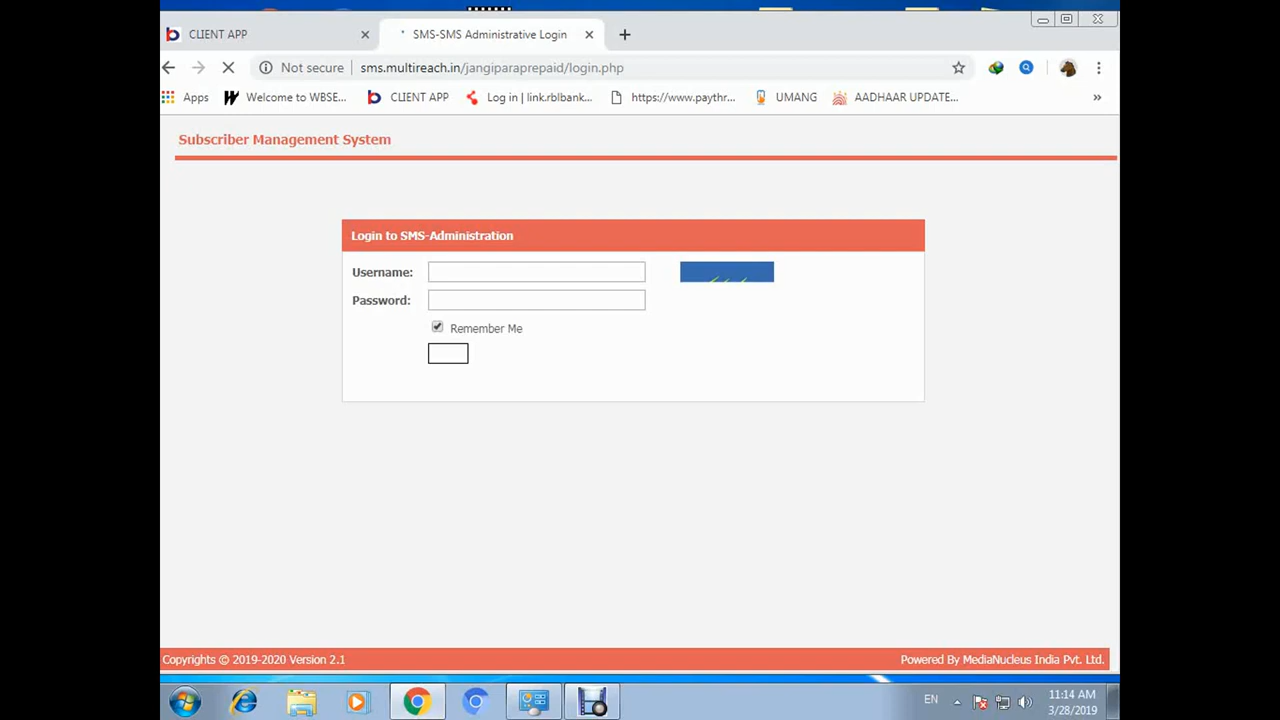 CLIENT APP
SMS-SMS Administrative Login
Not secure sms.multireach.in/jangiparaprepaid/login.php
Apps Welcome to WBSE... CLIENT APP Log in | link.rblbank... https://www.paythr... UMANG AADHAAR UPDATE... »
Subscriber Management System
Login to SMS-Administration
Username:
Password:
Remember Me
Copyrights © 2019-2020 Version 2.1 Powered By MediaNucleus India Pvt. Ltd.
EN 11:14 AM
3/28/2019